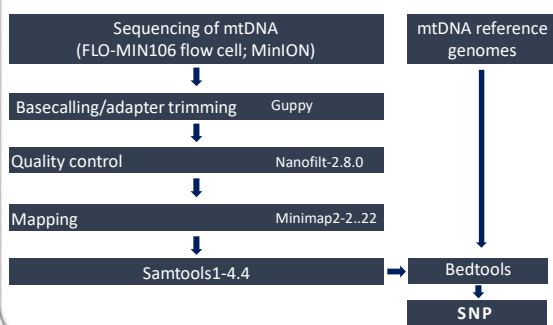 Sequencing of mtDNA
(FLO-MIN106 flow cell; MinION)
mtDNA reference
genomes
Basecalling/adapter trimming Guppy
Quality control Nanofilt-2.8.0
Mapping Minimap2-2..22
Samtools1-4.4
Bedtools
SNP